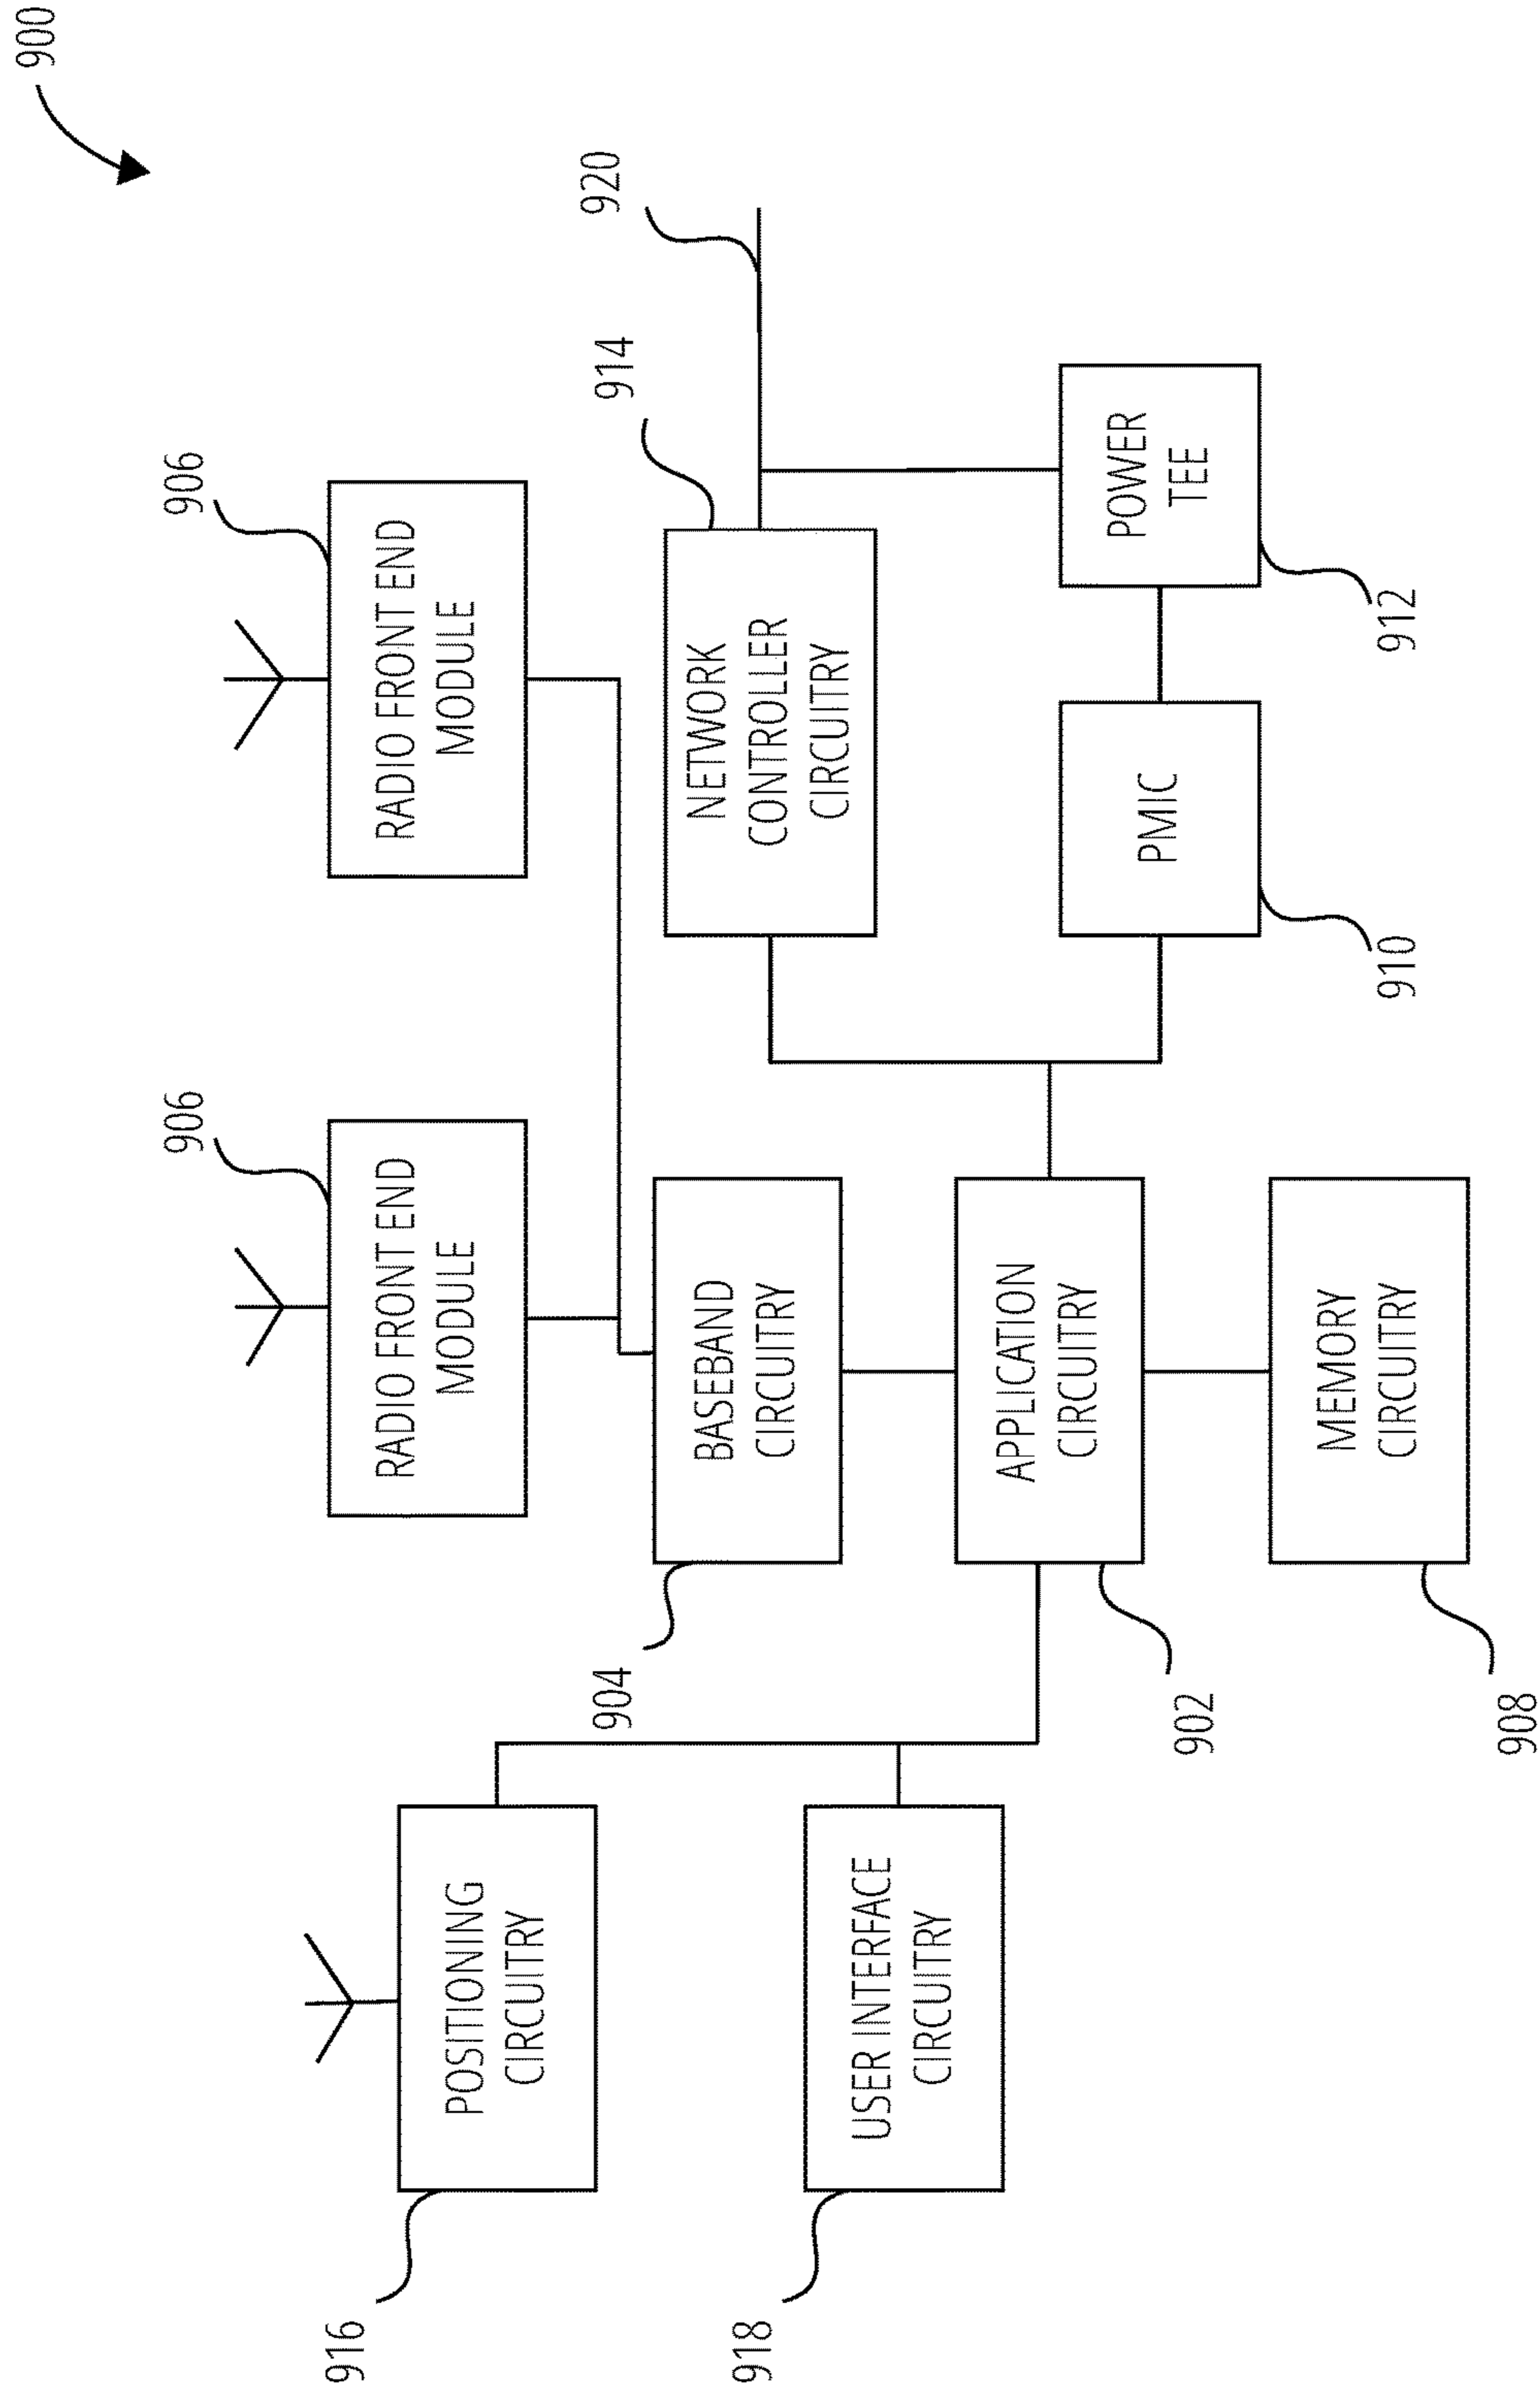 900
906
906
RADIO FRONT END
MODULE
RADIO FRONT END
MODULE
916
POSITIONING
CIRCUITRY
904
BASEBAND
CIRCUITRY
914
NETWORK
CONTROLLER
CIRCUITRY
920
918
USER INTERFACE
CIRCUITRY
902
APPLICATION
CIRCUITRY
910
PMIC
912
POWER
TEE
908
MEMORY
CIRCUITRY